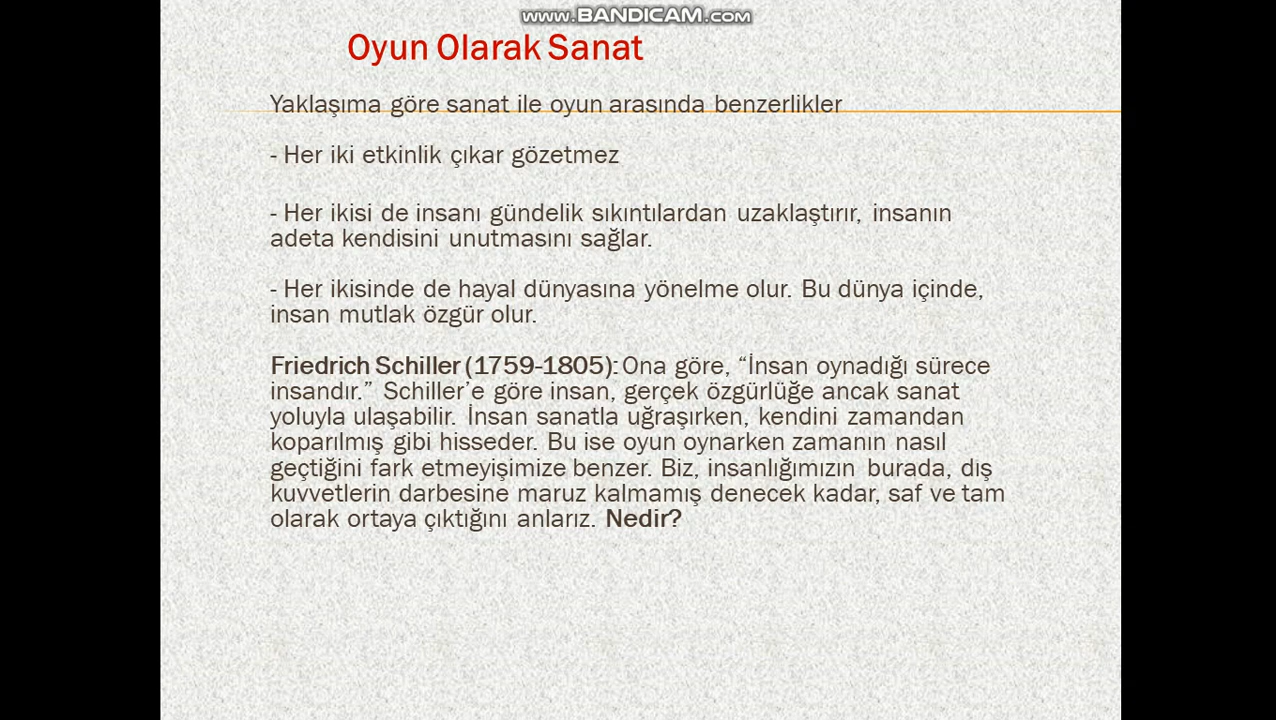 www.BANDICAM.com
Oyun Olarak Sanat
Yaklaşıma göre sanat ile oyun arasında benzerlikler
- Her iki etkinlik çıkar gözetmez
- Her ikisi de insanı gündelik sıkıntılardan uzaklaştırır, insanın
adeta kendisini unutmasını sağlar.
- Her ikisinde de hayal dünyasına yönelme olur. Bu dünya içinde,
insan mutlak özgür olur.
Friedrich Schiller (1759-1805): Ona göre, “İnsan oynadığı sürece
insandır.” Schiller’e göre insan, gerçek özgürlüğe ancak sanat
yoluyla ulaşabilir. İnsan sanatla uğraşırken, kendini zamandan
koparılmış gibi hisseder. Bu ise oyun oynarken zamanın nasıl
geçtiğini fark etmeyişimize benzer. Biz, insanlığımızın burada, dış
kuvvetlerin darbesine maruz kalmamış denecek kadar, saf ve tam
olarak ortaya çıktığını anlarız. Nedir?